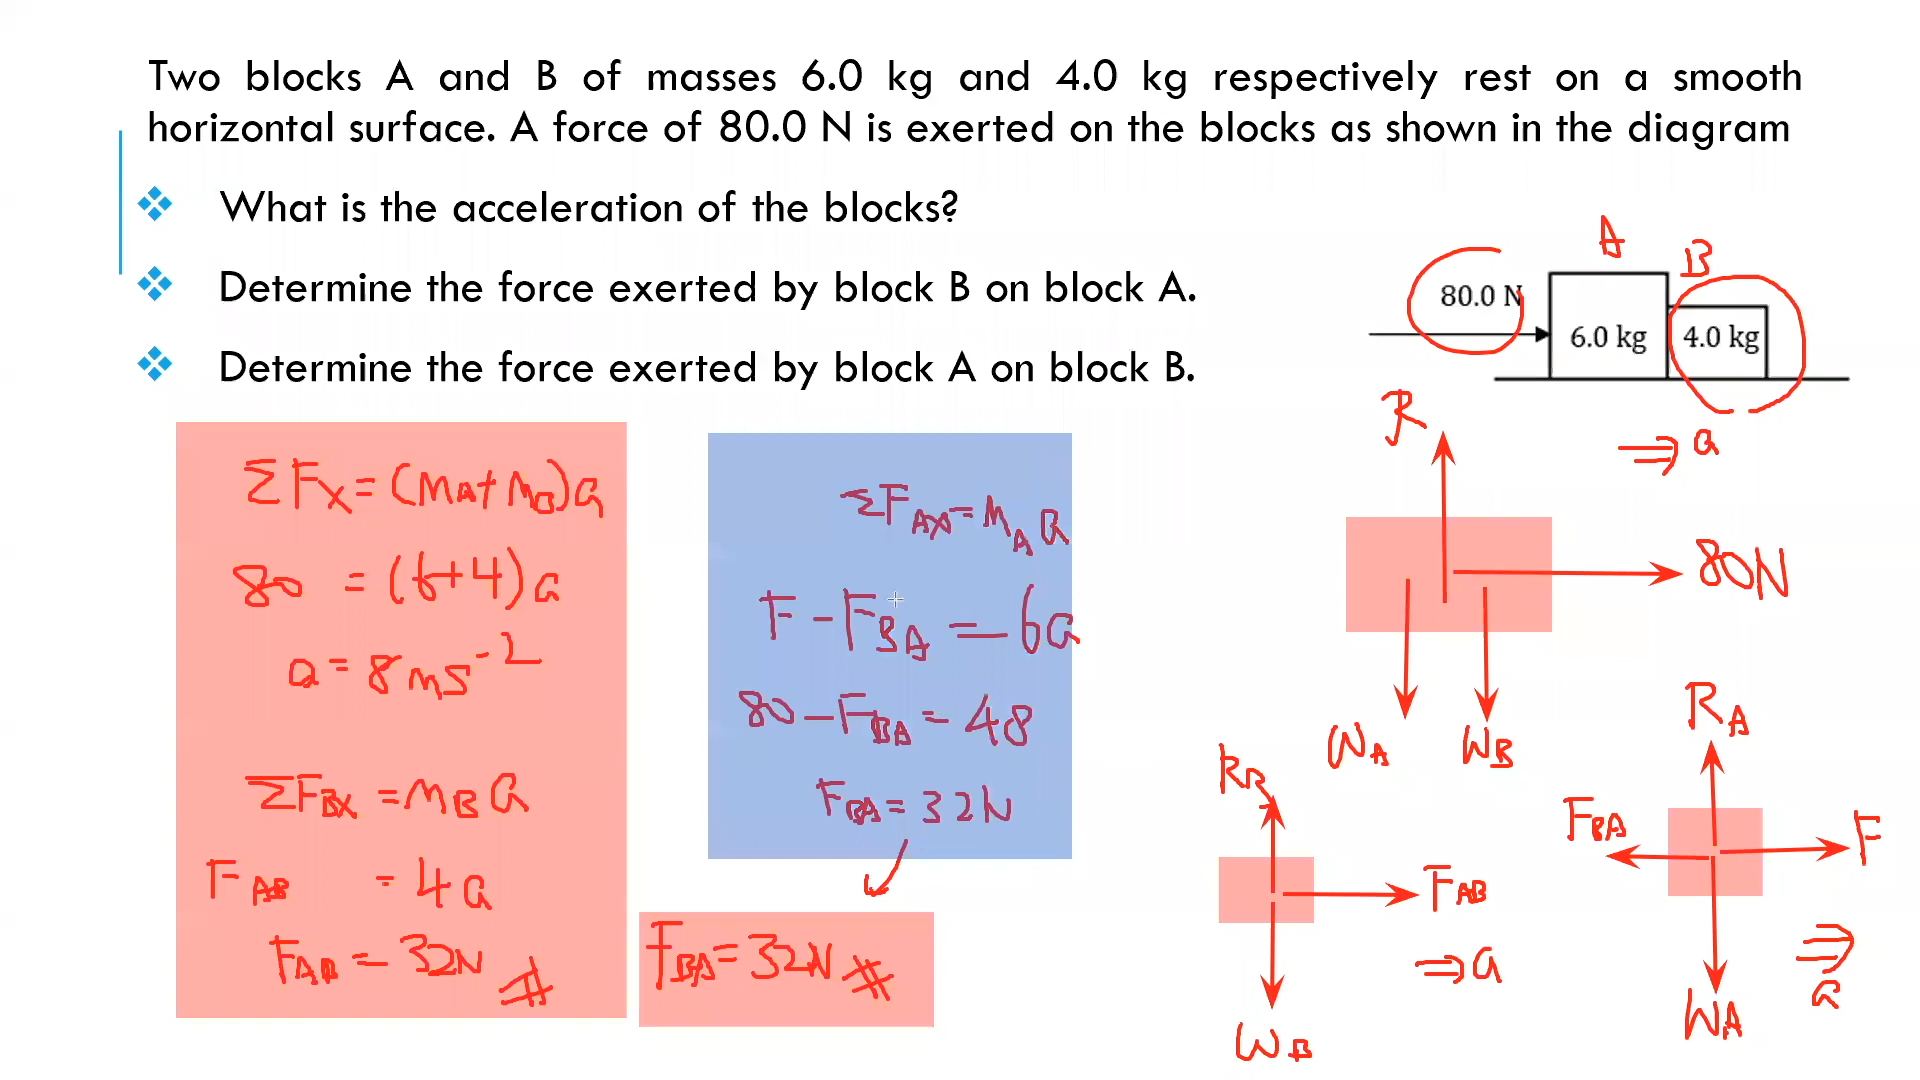 Two blocks A and B of masses 6.0 kg and 4.0 kg respectively rest on a smooth
horizontal surface. A force of 80.0 N is exerted on the blocks as shown in the diagram
❖ What is the acceleration of the blocks?
❖ Determine the force exerted by block B on block A.
❖ Determine the force exerted by block A on block B.
A
B
80.0 N
6.0 kg
4.0 kg
⇒ a
ΣFx = (MA + MB)a
80 = (6+4)a
a = 8ms⁻²
ΣFBX = MB a
FAB = 4a
FAB = 32N #
ΣFAX = MA a
F - FBA = 6a
80 - FBA = 48
FBA = 32N
FBA = 32N #
R
80N
WA
WB
RB
FAB
⇒ a
WB
RA
FBA
F
⇒ a
WA